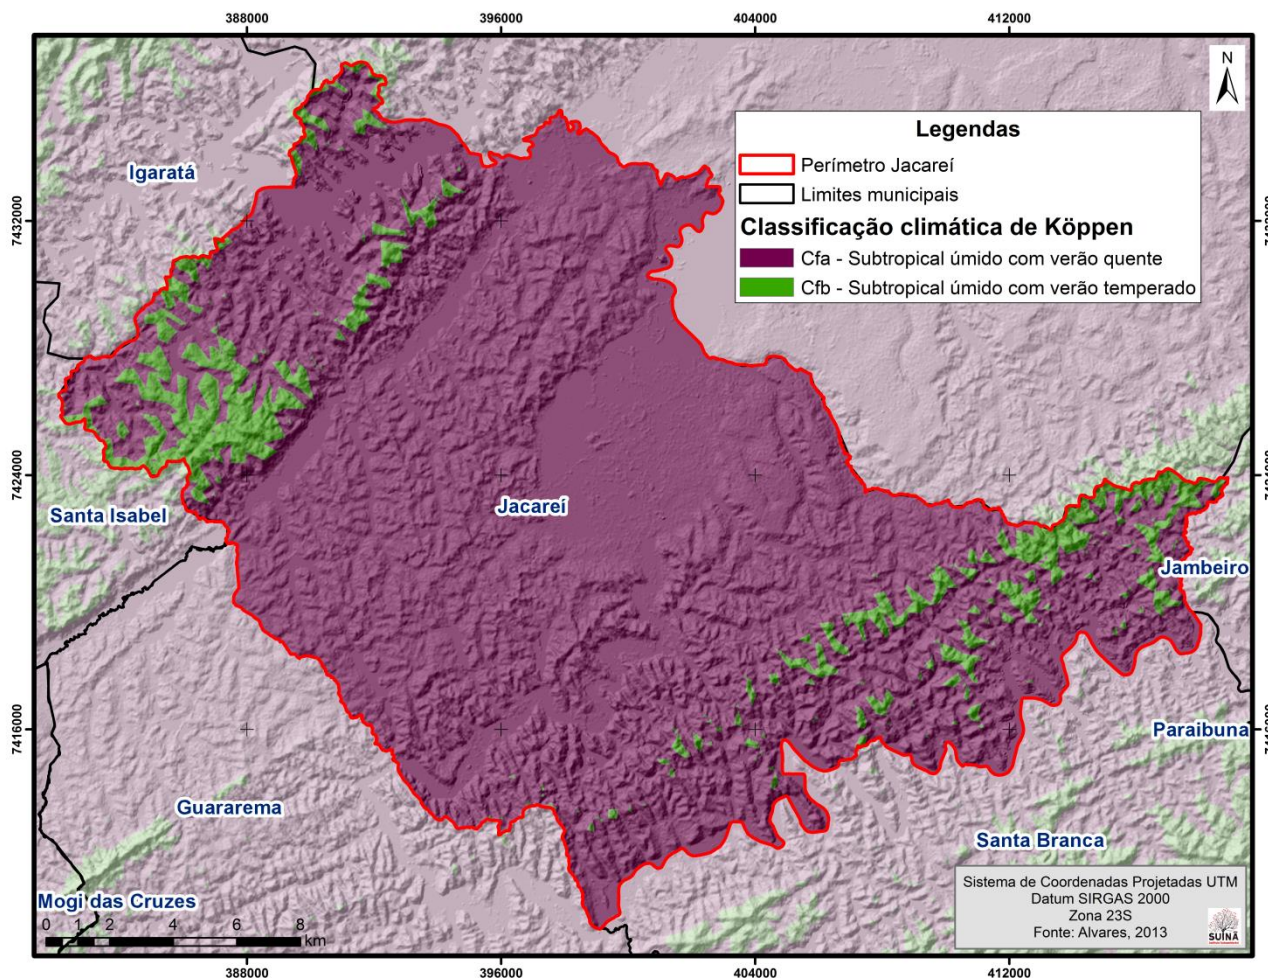 388000
396000
404000
412000
N
Legendas
Perímetro Jacareí
Limites municipais
Classificação climática de Köppen
Cfa - Subtropical úmido com verão quente
Cfb - Subtropical úmido com verão temperado
Igaratá
7432000
7432000
7424000
7424000
Jacareí
Santa Isabel
Jambeiro
7416000
7416000
Paraibuna
Guararema
Santa Branca
Mogi das Cruzes
0 1 2 4 6 8
km
Sistema de Coordenadas Projetadas UTM
Datum SIRGAS 2000
Zona 23S
Fonte: Alvares, 2013
SUINÃ
388000
396000
404000
412000